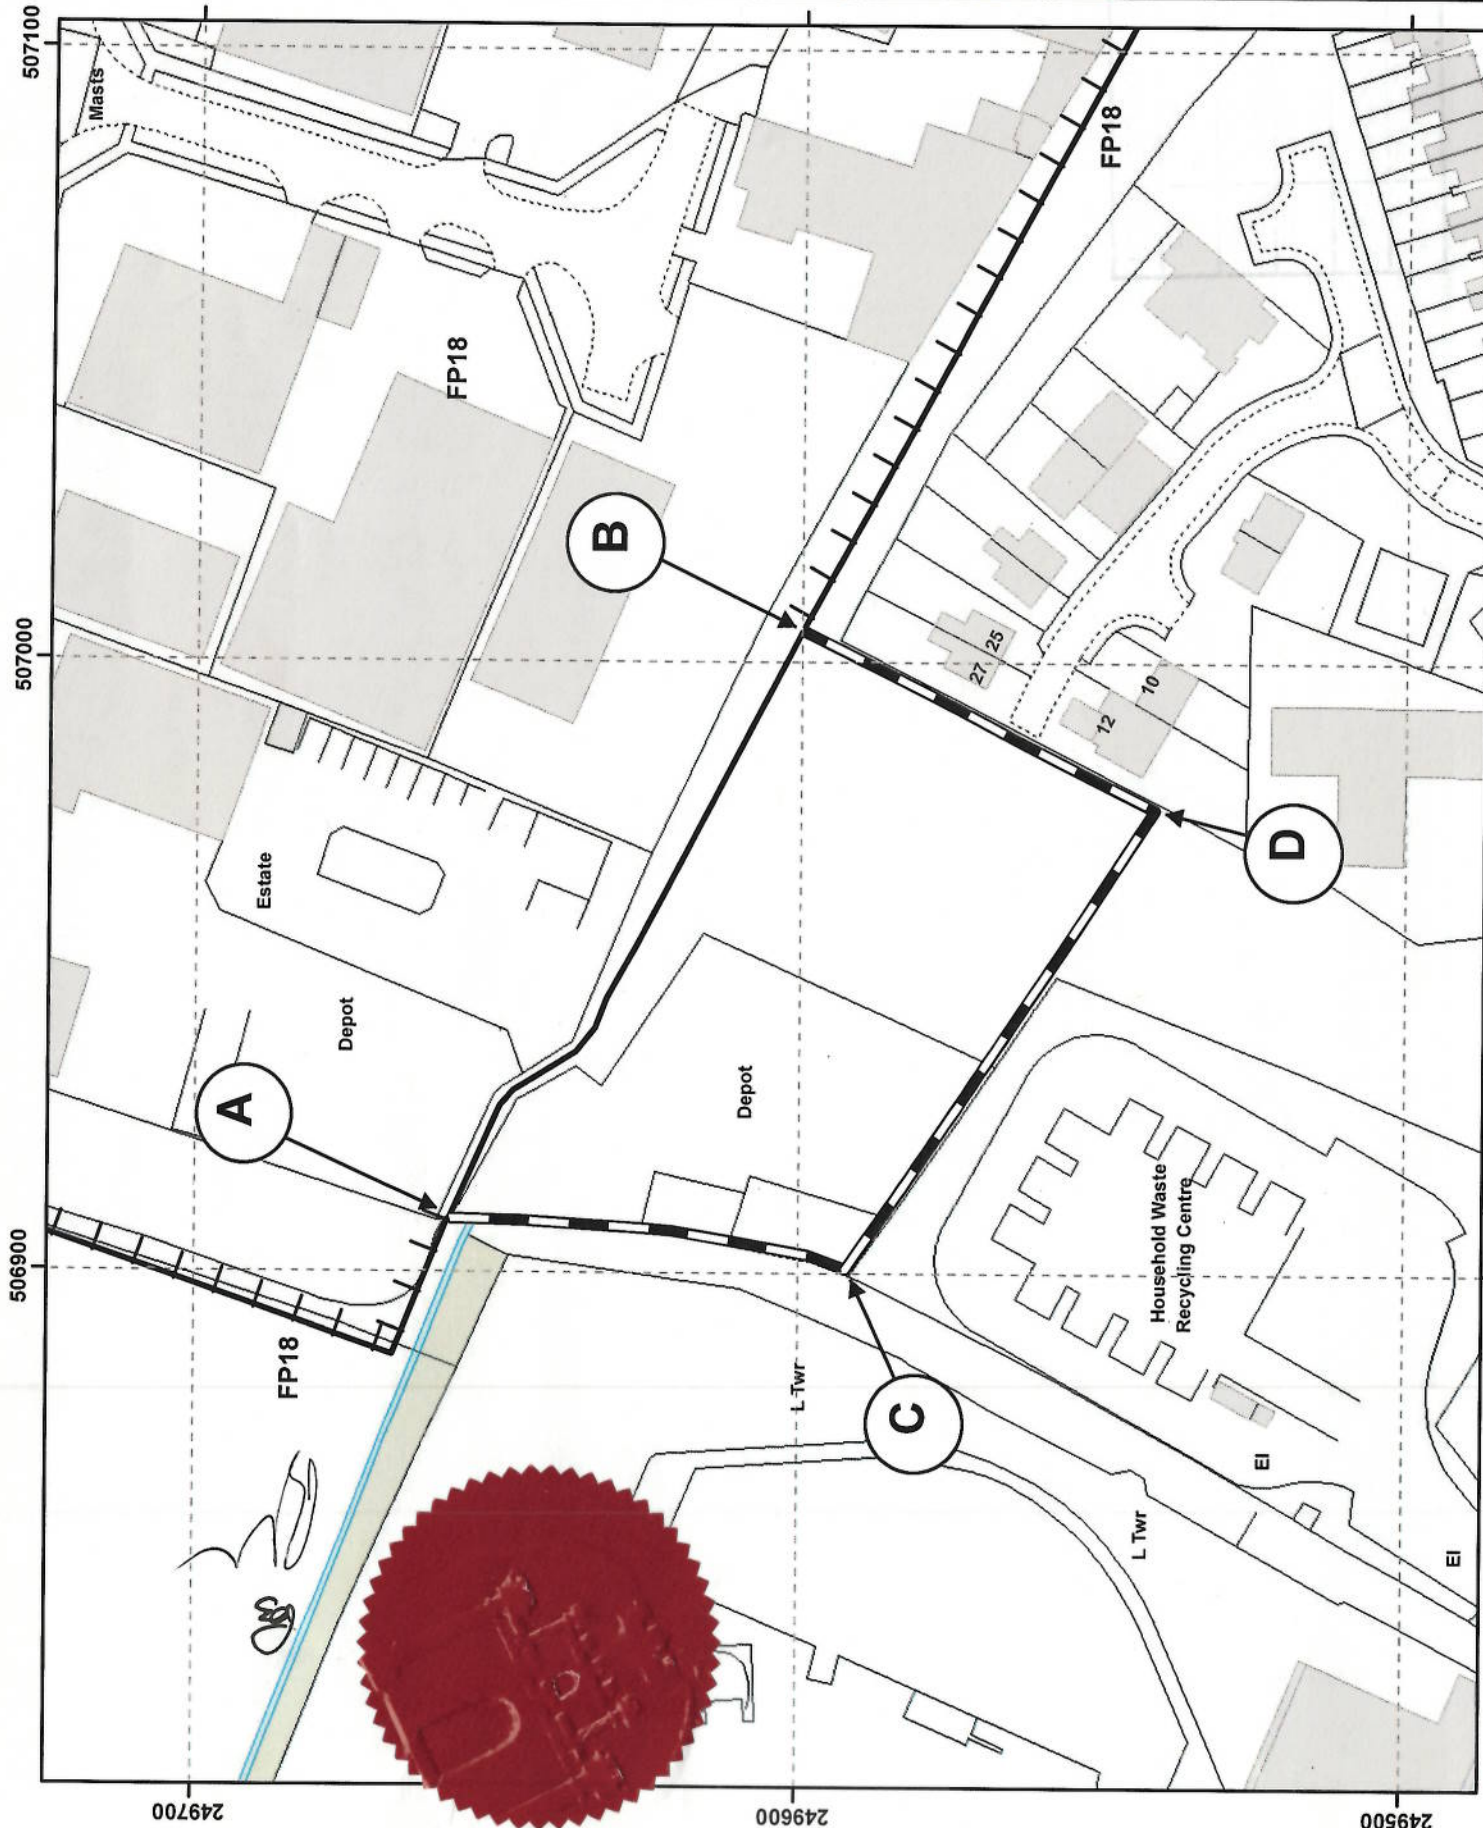 507100
507000
506900
249700
249600
249500
Masts
FP18
FP18
B
Estate
Depot
A
Depot
27
25
12
10
D
FP18
Household Waste
Recycling Centre
C
L Twr
L Twr
El
El